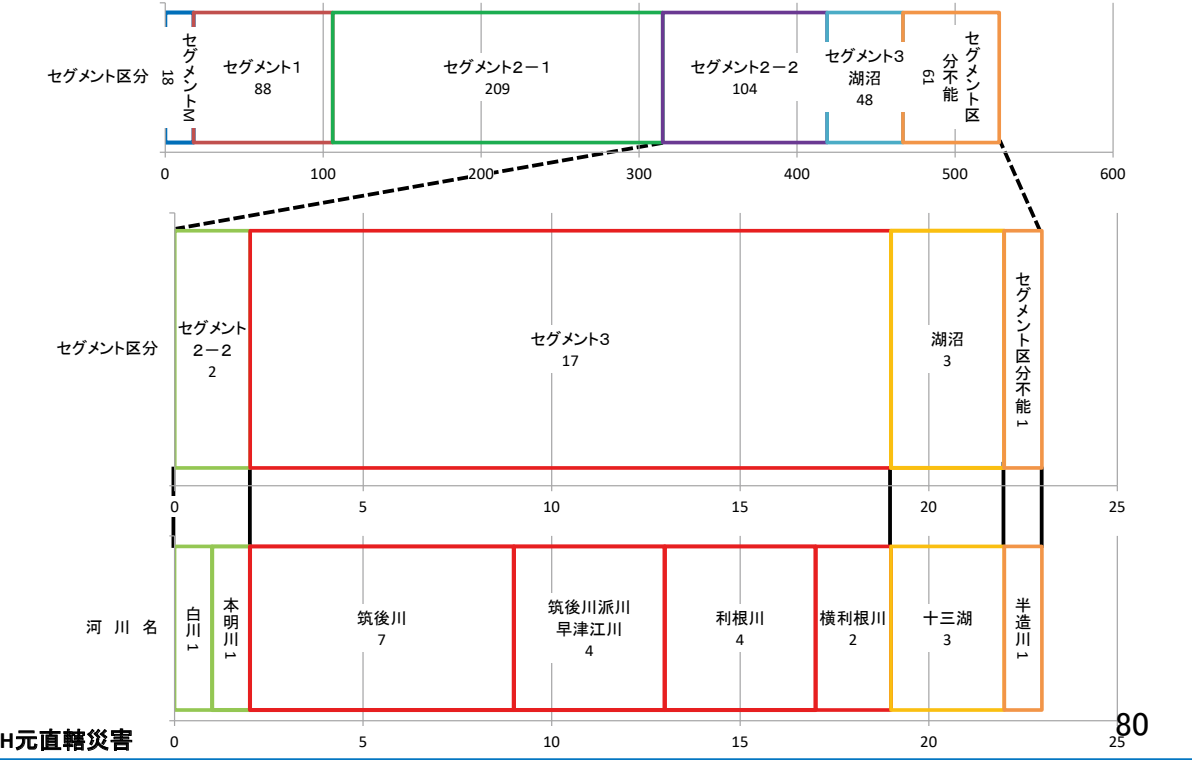 セグメント区分
セグメントM
18
セグメント1
88
セグメント2－1
209
セグメント2－2
104
セグメント3
湖沼
48
セグメント区
分不能
61
0
100
200
300
400
500
600
セグメント区分
セグメント
2－2
2
セグメント3
17
湖沼
3
セグメント区分不能 1
0
5
10
15
20
25
河 川 名
白川 1
本明川 1
筑後川
7
筑後川派川
早津江川
4
利根川
4
横利根川
2
十三湖
3
半造川 1
0
5
10
15
20
25
H元直轄災害
80